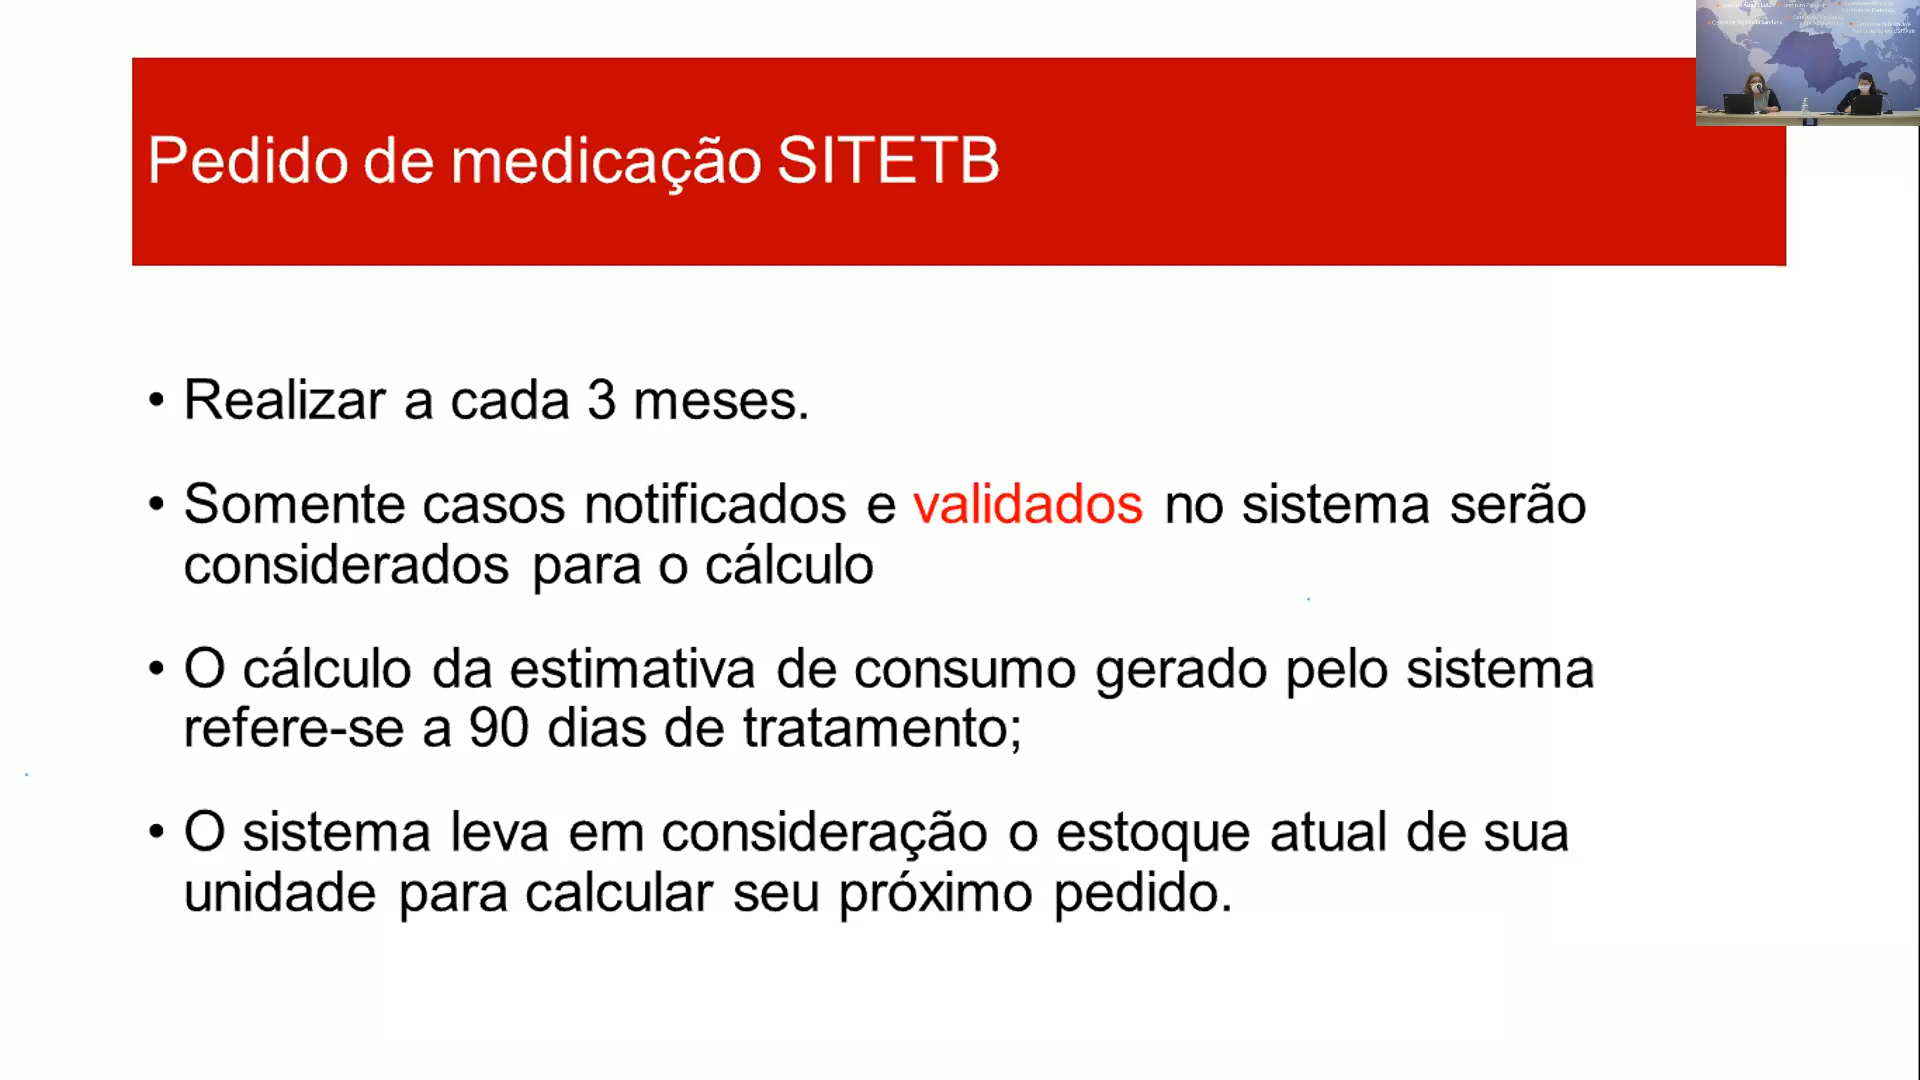 Pedido de medicação SITETB
• Realizar a cada 3 meses.
• Somente casos notificados e validados no sistema serão
considerados para o cálculo
• O cálculo da estimativa de consumo gerado pelo sistema
refere-se a 90 dias de tratamento;
• O sistema leva em consideração o estoque atual de sua
unidade para calcular seu próximo pedido.